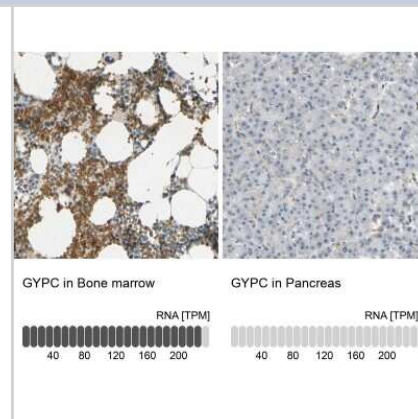 GYPC in Bone marrow
GYPC in Pancreas
RNA [TPM]
RNA [TPM]
40 80 120 160 200
40 80 120 160 200